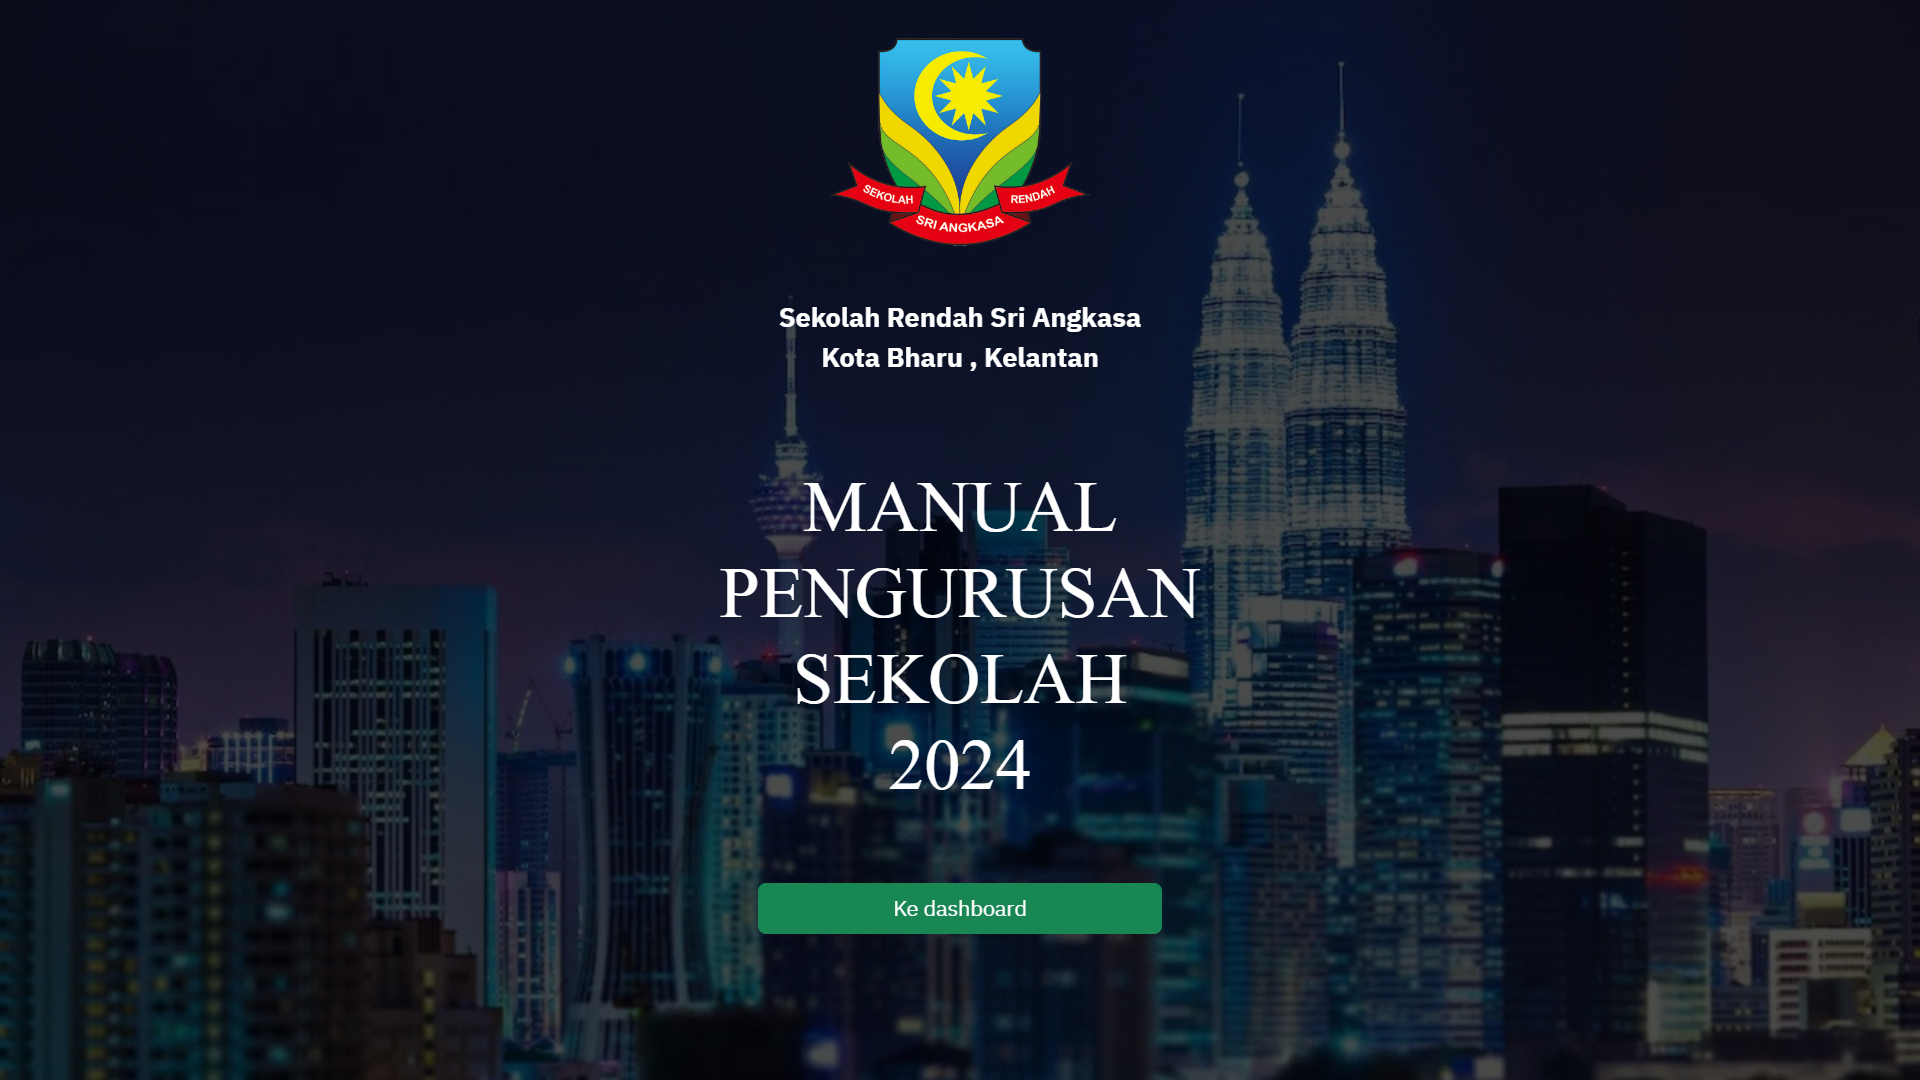 SEKOLAH
RENDAH
SRI ANGKASA
Sekolah Rendah Sri Angkasa
Kota Bharu , Kelantan
MANUAL
PENGURUSAN
SEKOLAH
2024
Ke dashboard